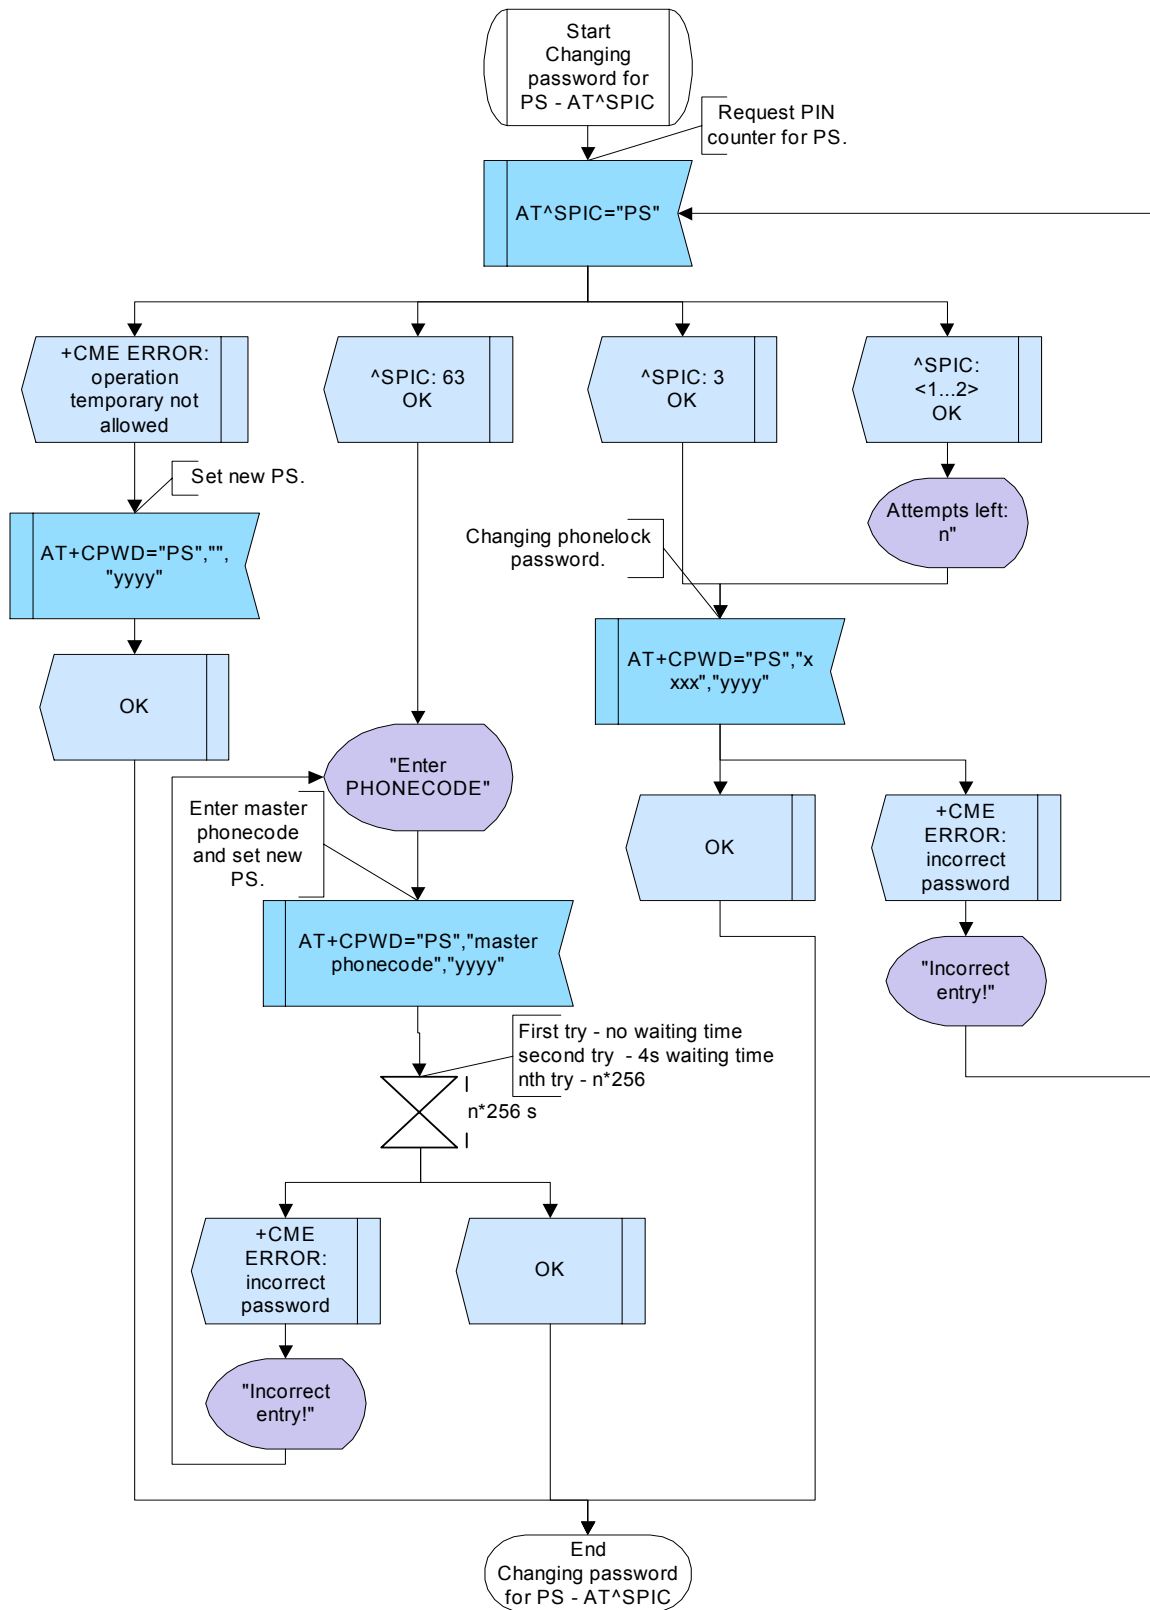 Start
Changing
password for
PS - AT^SPIC
Request PIN
counter for PS.
AT^SPIC="PS"
+CME ERROR:
operation
temporary not
allowed
^SPIC: 63
OK
^SPIC: 3
OK
^SPIC:
<1...2>
OK
Set new PS.
Attempts left:
n"
AT+CPWD="PS","",
"yyyy"
Changing phonelock
password.
OK
AT+CPWD="PS","x
xxx","yyyy"
"Enter
PHONECODE"
Enter master
phonecode
and set new
PS.
OK
+CME
ERROR:
incorrect
password
AT+CPWD="PS","master
phonecode","yyyy"
"Incorrect
entry!"
First try - no waiting time
second try  - 4s waiting time
nth try - n*256
n*256 s
+CME
ERROR:
incorrect
password
OK
"Incorrect
entry!"
End
Changing password
for PS - AT^SPIC